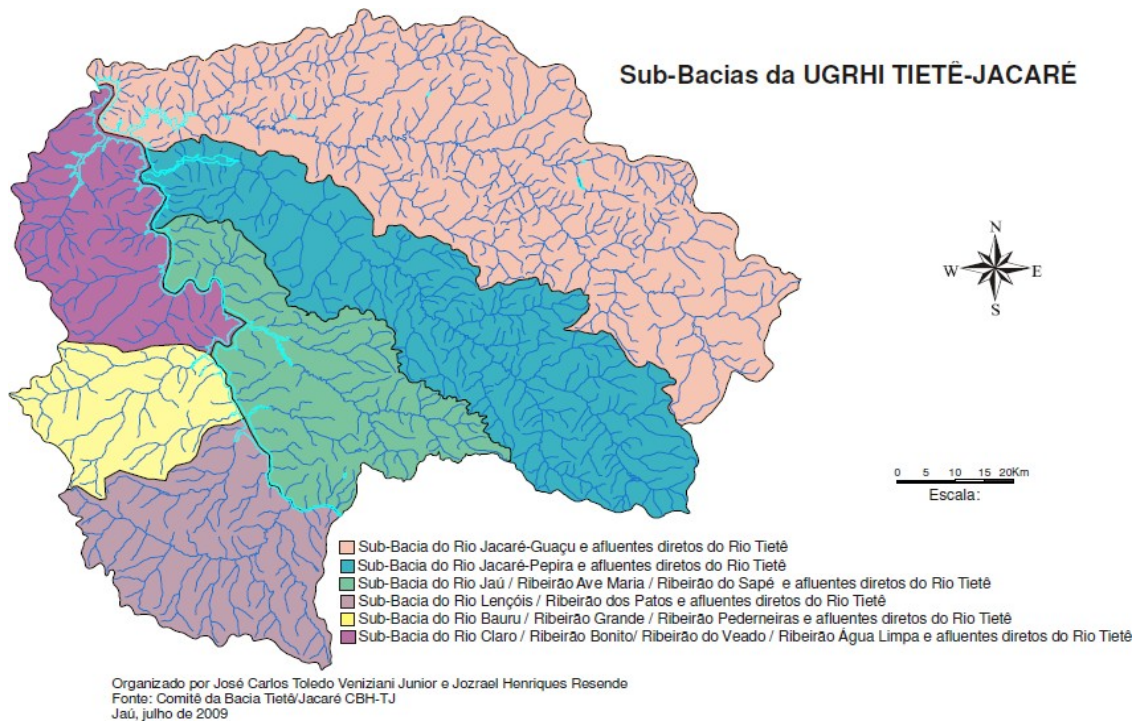 Sub-Bacias da UGRHI TIETÊ-JACARÉ
N
W E
S
0 5 10 15 20Km
Escala:
Sub-Bacia do Rio Jacaré-Guaçu e afluentes diretos do Rio Tietê
Sub-Bacia do Rio Jacaré-Pepira e afluentes diretos do Rio Tietê
Sub-Bacia do Rio Jaú / Ribeirão Ave Maria / Ribeirão do Sapé e afluentes diretos do Rio Tietê
Sub-Bacia do Rio Lençóis / Ribeirão dos Patos e afluentes diretos do Rio Tietê
Sub-Bacia do Rio Bauru / Ribeirão Grande / Ribeirão Pederneiras e afluentes diretos do Rio Tietê
Sub-Bacia do Rio Claro / Ribeirão Bonito/ Ribeirão do Veado / Ribeirão Água Limpa e afluentes diretos do Rio Tietê
Organizado por José Carlos Toledo Veniziani Junior e Jozrael Henriques Resende
Fonte: Comitê da Bacia Tietê/Jacaré CBH-TJ
Jaú, julho de 2009